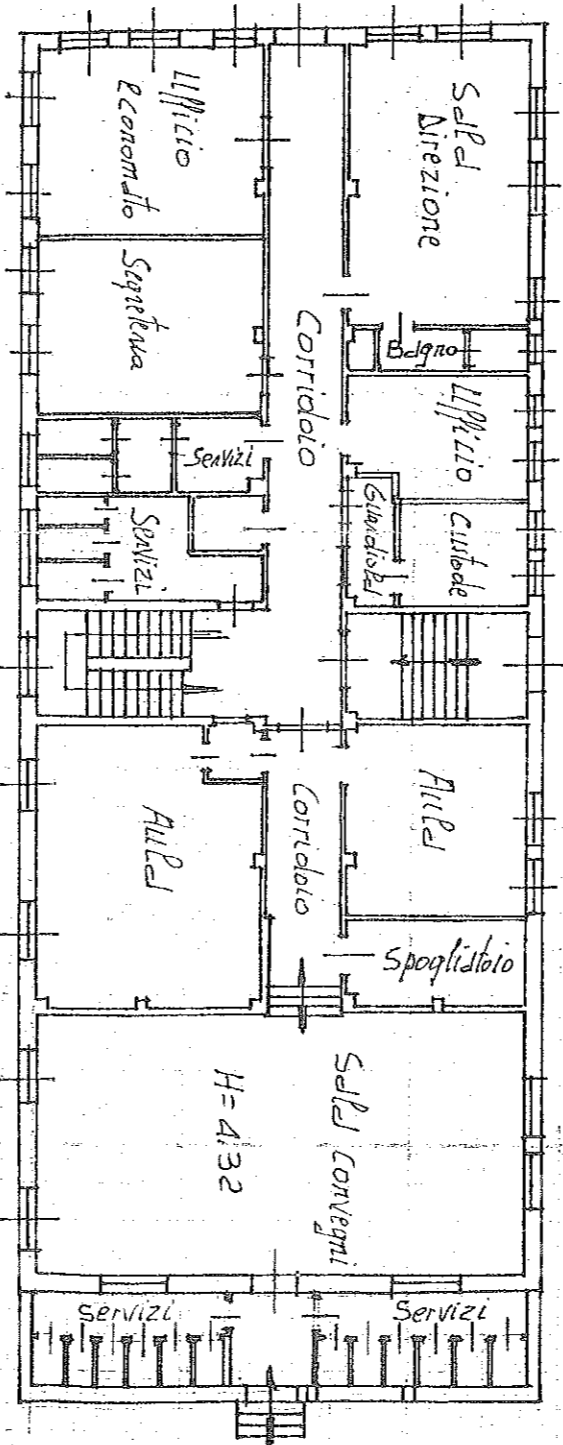 Sala
Direzione
Ufficio
economato
Segreteria
Corridoio
Bagno
Ufficio
Servizi
Guardiola
Custode
Servizi
Aula
Corridoio
Aula
Spogliatoio
Sala Convegni
H= 4.32
Servizi
Servizi